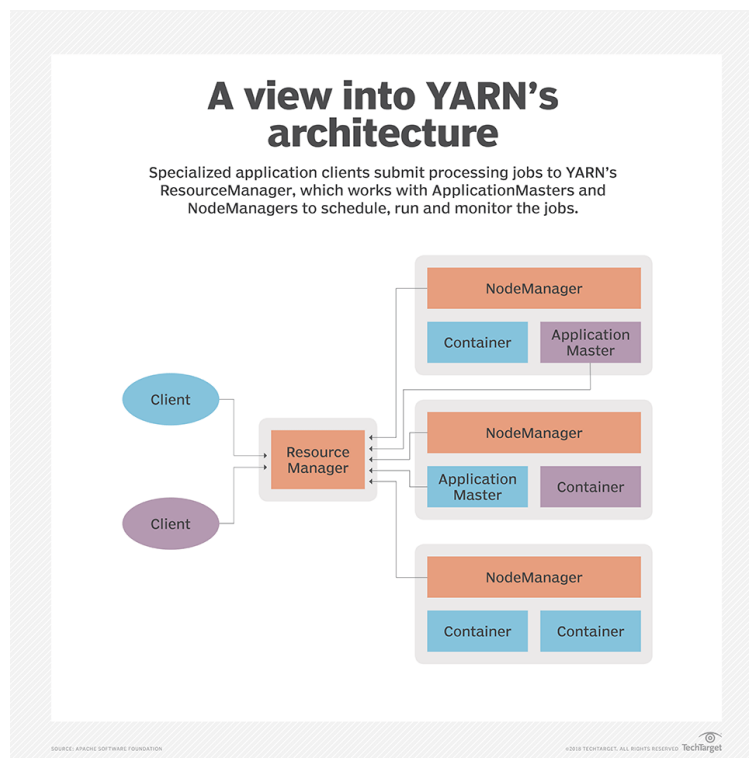 A view into YARN's
architecture
Specialized application clients submit processing jobs to YARN's
ResourceManager, which works with ApplicationMasters and
NodeManagers to schedule, run and monitor the jobs.
NodeManager
Container
Application
Master
Client
Resource
Manager
Client
NodeManager
Application
Master
Container
NodeManager
Container
Container
SOURCE: APACHE SOFTWARE FOUNDATION
©2018 TECHTARGET. ALL RIGHTS RESERVED
TechTarget